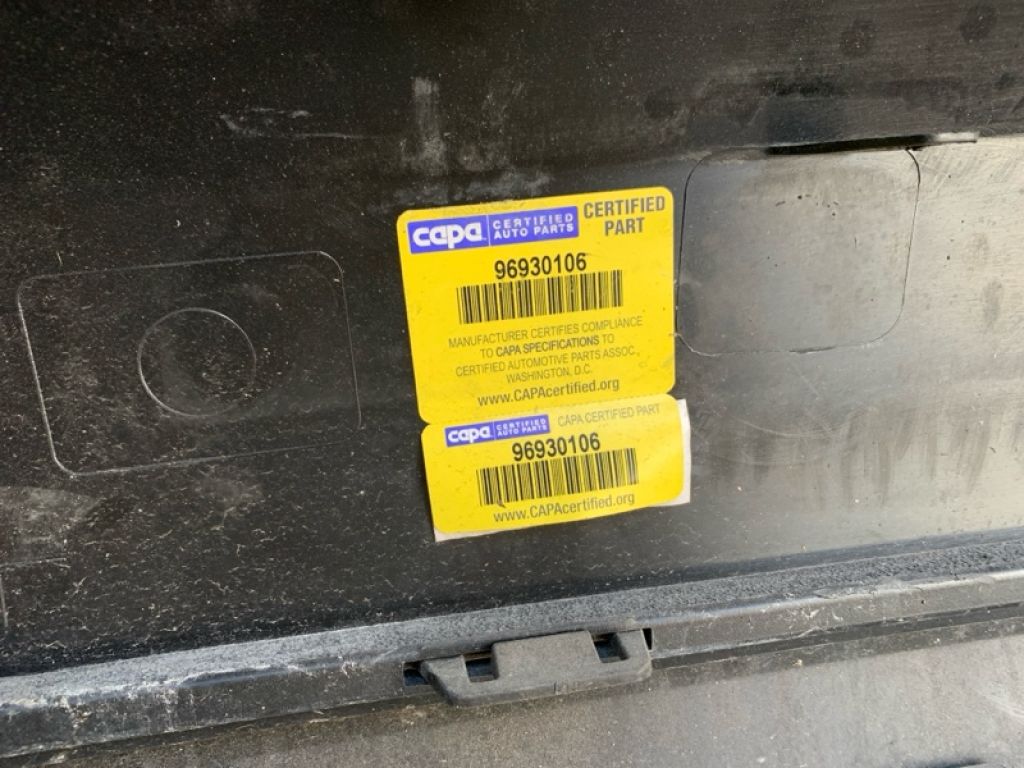 capa CERTIFIED AUTO PARTS CERTIFIED PART
96930106
MANUFACTURER CERTIFIES COMPLIANCE
TO CAPA SPECIFICATIONS TO
CERTIFIED AUTOMOTIVE PARTS ASSOC.
WASHINGTON, D.C.
www.CAPAcertified.org
capa CERTIFIED AUTO PARTS CAPA CERTIFIED PART
96930106
www.CAPAcertified.org